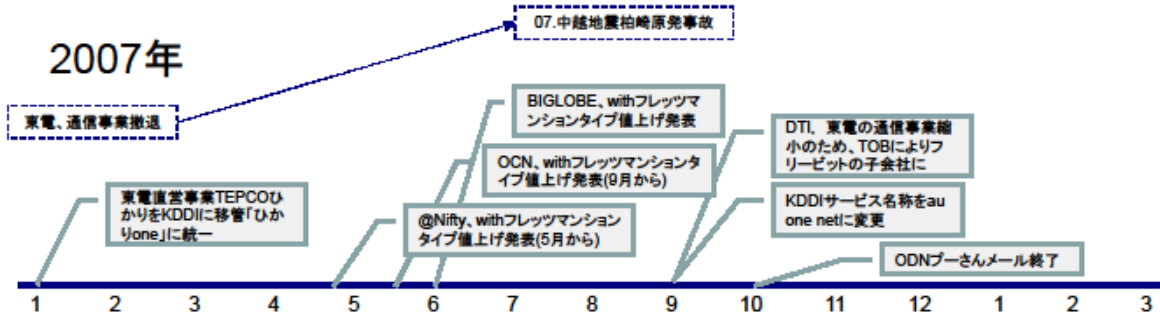 07.中越地震柏崎原発事故
2007年
東電、通信事業撤退
BIGLOBE、withフレッツマ
ンションタイプ値上げ発表
DTI、東電の通信事業縮
小のため、TOBによりフ
リービットの子会社に
OCN、withフレッツマンションタ
イプ値上げ発表(9月から)
東電直営事業TEPCOひ
かりをKDDIに移管「ひか
りone」に統一
KDDIサービス名称をau
one netに変更
@Nifty、withフレッツマンション
タイプ値上げ発表(5月から)
ODNプーさんメール終了
1 2 3 4 5 6 7 8 9 10 11 12 1 2 3